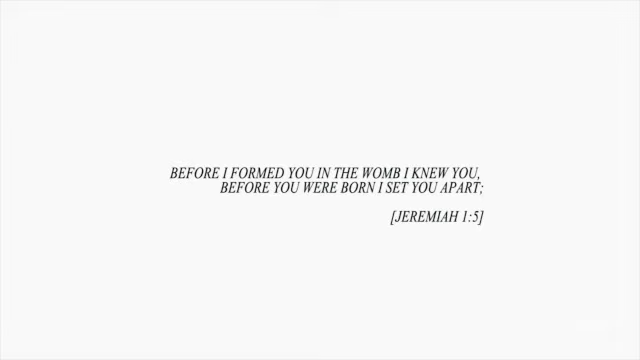 BEFORE I FORMED YOU IN THE WOMB I KNEW YOU,
BEFORE YOU WERE BORN I SET YOU APART;
[JEREMIAH 1:5]